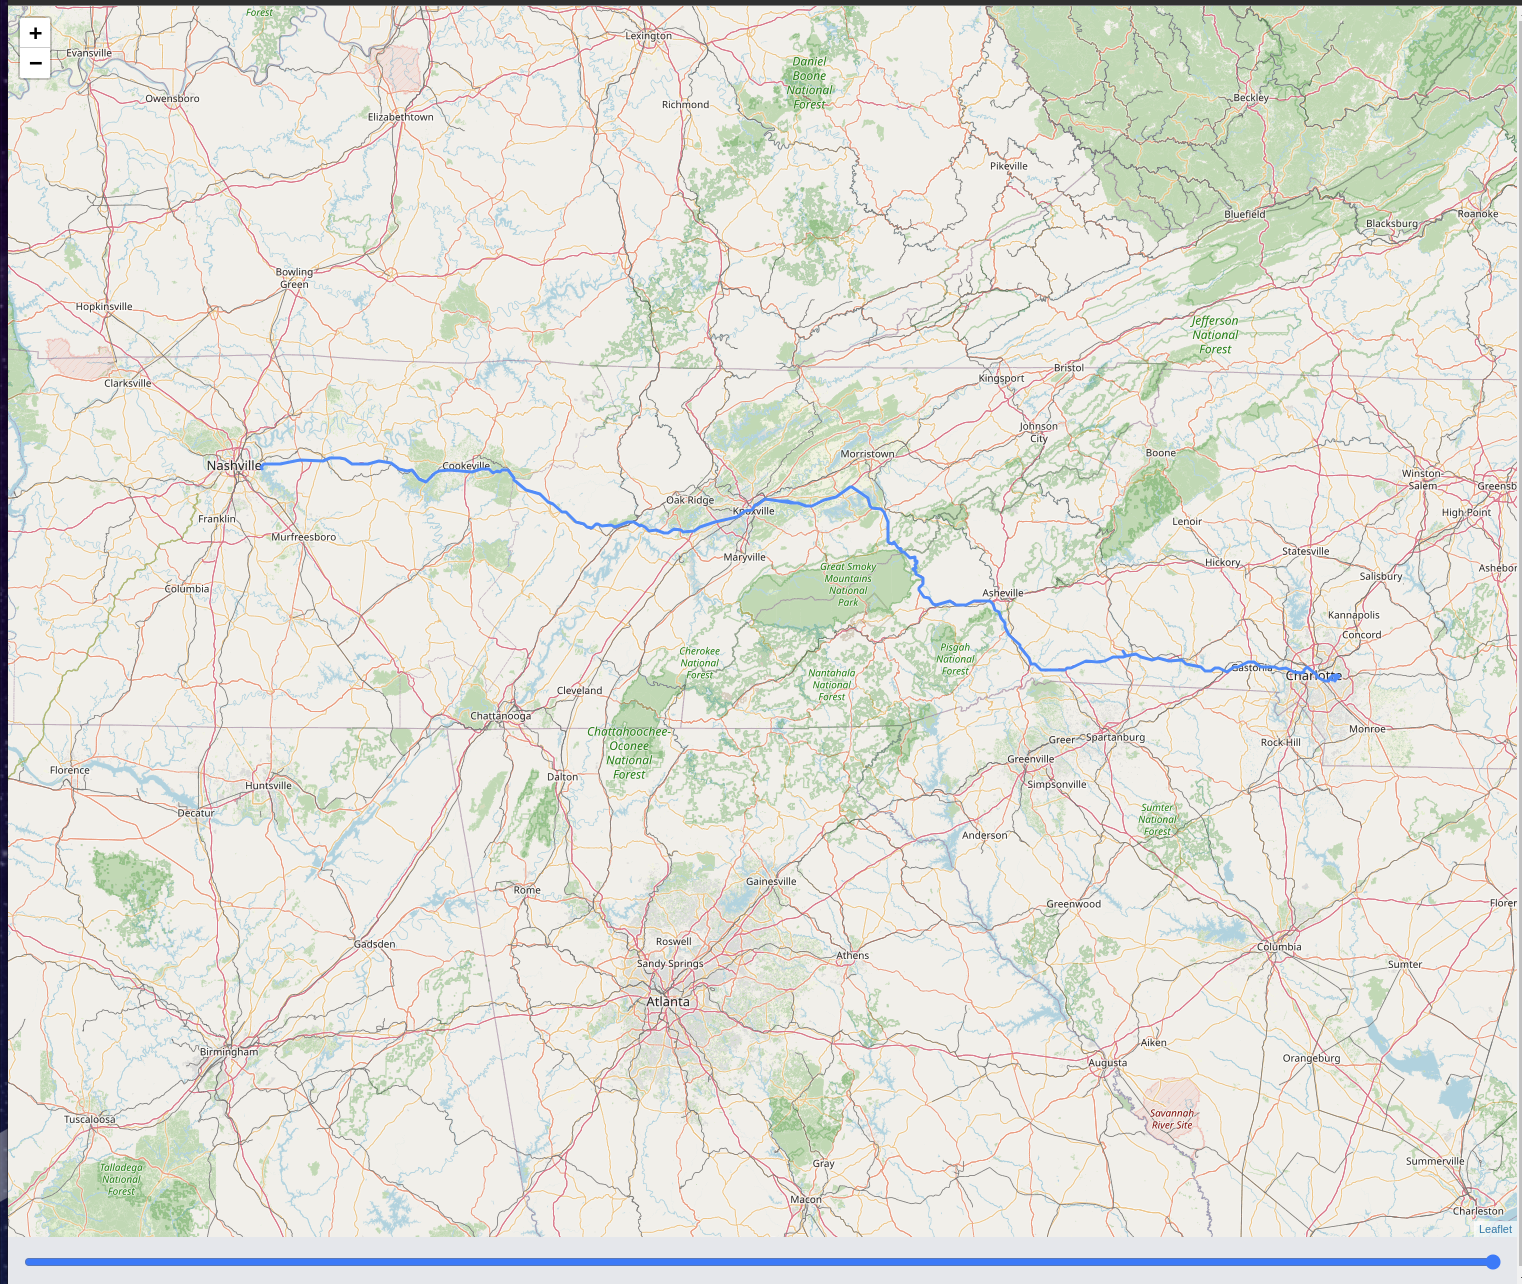 Forest
+
−
Evansville
Lexington
Daniel
Boone
National
Forest
Owensboro
Richmond
Beckley
Elizabethtown
Pikeville
Bluefield
Roanoke
Blacksburg
Bowling
Green
Hopkinsville
Jefferson
National
Forest
Clarksville
Bristol
Kingsport
Johnson
City
Nashville
Cookeville
Morristown
Boone
Winston-
Salem
Greensb
Oak Ridge
Knoxville
High Point
Franklin
Lenoir
Murfreesboro
Maryville
Statesville
Hickory
Great Smoky
Mountains
National
Park
Asheville
Salisbury
Ashebor
Columbia
Kannapolis
Concord
Cherokee
National
Forest
Pisgah
National
Forest
Nantahala
National
Forest
Gastonia
Charlotte
Cleveland
Chattanooga
Chattahoochee-
Oconee
National
Forest
Monroe
Greer
Spartanburg
Rock Hill
Greenville
Simpsonville
Florence
Huntsville
Dalton
Decatur
Sumter
National
Forest
Anderson
Gainesville
Rome
Greenwood
Florer
Gadsden
Roswell
Sandy Springs
Athens
Columbia
Sumter
Atlanta
Birmingham
Aiken
Augusta
Orangeburg
Tuscaloosa
Savannah
River Site
Talladega
National
Forest
Gray
Summerville
Macon
Charleston
Leaflet